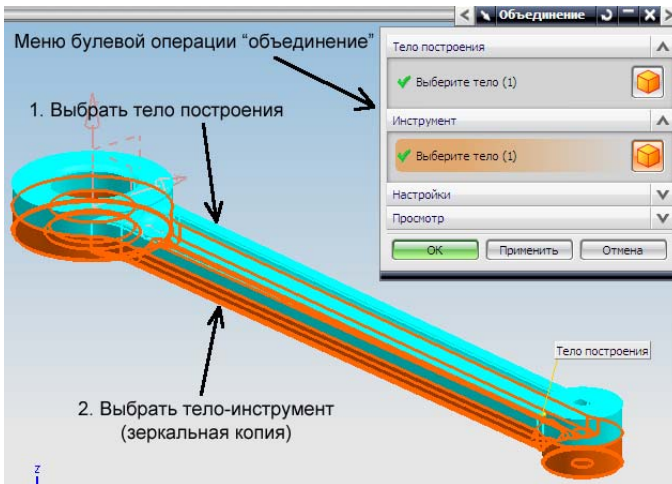 Объединение
Меню булевой операции “объединение”
Тело построения
Выберите тело (1)
1. Выбрать тело построения
Инструмент
Выберите тело (1)
Настройки
Просмотр
ОК
Применить
Отмена
Тело построения
2. Выбрать тело-инструмент
(зеркальная копия)
z